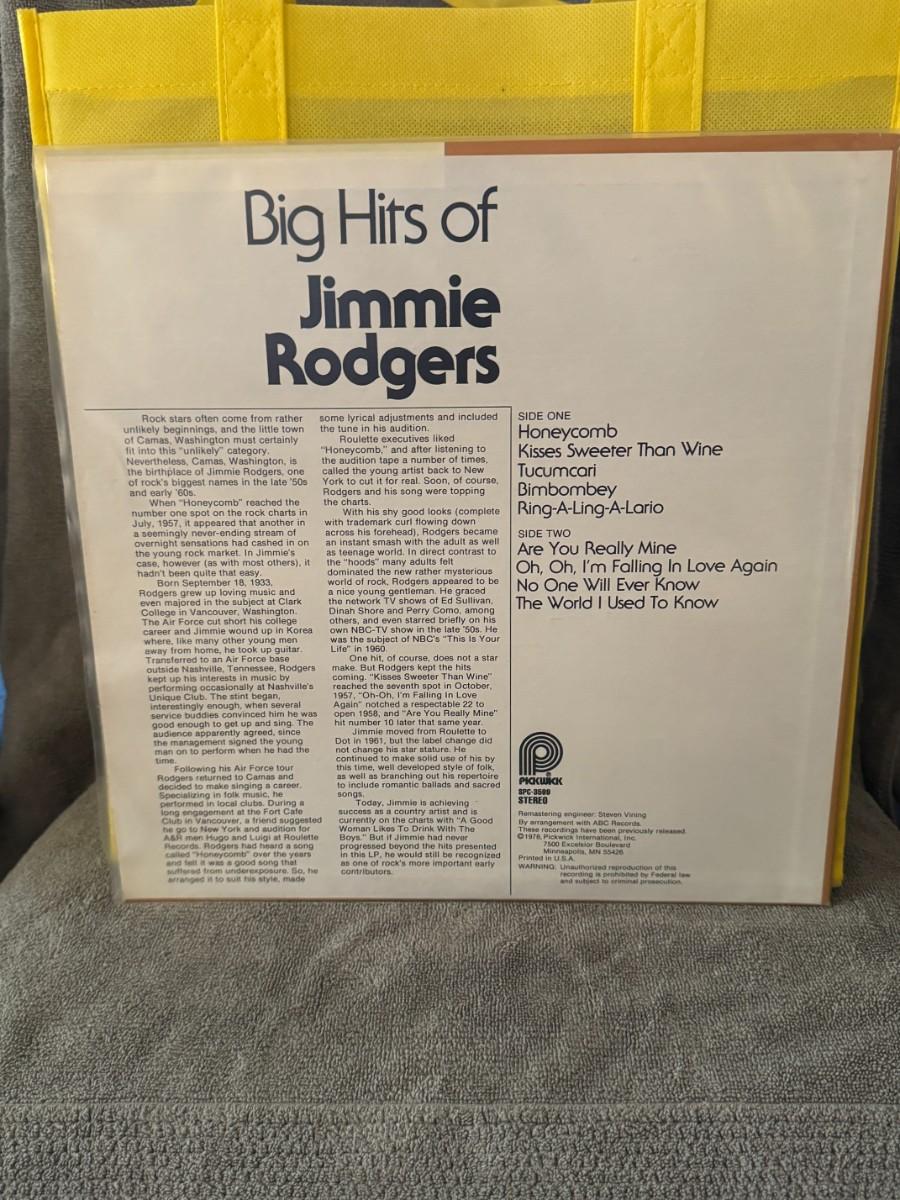 Big Hits of
Jimmie
Rodgers
Rock stars often come from rather
unlikely beginnings, and the little town
of Camas, Washington must certainly
fit into this "unlikely" category.
Nevertheless, Camas, Washington, is
the birthplace of Jimmie Rodgers, one
of rock's biggest names in the late '50s
and early '60s.
When "Honeycomb" reached the
number one spot on the rock charts in
July, 1957, it appeared that another in
a seemingly never-ending stream of
overnight sensations had cashed in on
the young rock market. In Jimmie's
case, however (as with most others), it
hadn't been quite that easy.
Born September 18, 1933,
Rodgers grew up loving music and
even majored in the subject at Clark
College in Vancouver, Washington.
The Air Force cut short his college
career and Jimmie wound up in Korea
where, like many other young men
away from home, he took up guitar.
Transferred to an Air Force base
outside Nashville, Tennessee, Rodgers
kept up his interests in music by
performing occasionally at Nashville's
Unique Club. The stint began,
interestingly enough, when several
service buddies convinced him he was
good enough to get up and sing. The
audience apparently agreed, since
the management signed the young
man on to perform when he had the
time.
Following his Air Force tour
Rodgers returned to Camas and
decided to make singing a career.
Specializing in folk music, he
performed in local clubs. During a
long engagement at the Fort Cafe
Club in Vancouver, a friend suggested
he go to New York and audition for
A&R men Hugo and Luigi at Roulette
Records. Rodgers had heard a song
called "Honeycomb" over the years
and felt it was a good song that
suffered from underexposure. So, he
arranged it to suit his style, made
some lyrical adjustments and included
the tune in his audition.
Roulette executives liked
"Honeycomb," and after listening to
the audition tape a number of times,
called the young artist back to New
York to cut it for real. Soon, of course,
Rodgers and his song were topping
the charts.
With his shy good looks (complete
with trademark curl flowing down
across his forehead), Rodgers became
an instant smash with the adult as well
as teenage world. In direct contrast to
the "hoods" many adults felt
dominated the new rather mysterious
world of rock, Rodgers appeared to be
a nice young gentleman. He graced
the network TV shows of Ed Sullivan,
Dinah Shore and Perry Como, among
others, and even starred briefly on his
own NBC-TV show in the late '50s. He
was the subject of NBC's "This Is Your
Life" in 1960.
One hit, of course, does not a star
make. But Rodgers kept the hits
coming. "Kisses Sweeter Than Wine"
reached the seventh spot in October,
1957, "Oh-Oh, I'm Falling In Love
Again" notched a respectable 22 to
open 1958, and "Are You Really Mine"
hit number 10 later that same year.
Jimmie moved from Roulette to
Dot in 1961, but the label change did
not change his star stature. He
continued to make solid use of his by
this time, well developed style of folk,
as well as branching out his repertoire
to include romantic ballads and sacred
songs.
Today, Jimmie is achieving
success as a country artist and is
currently on the charts with "A Good
Woman Likes To Drink With The
Boys." But if Jimmie had never
progressed beyond the hits presented
in this LP, he would still be recognized
as one of rock's more important early
contributors.
SIDE ONE
Honeycomb
Kisses Sweeter Than Wine
Tucumcari
Bimbombey
Ring-A-Ling-A-Lario
SIDE TWO
Are You Really Mine
Oh, Oh, I'm Falling In Love Again
No One Will Ever Know
The World I Used To Know
PICKWICK
SPC-3599
STEREO
Remastering engineer: Steven Vining
By arrangement with ABC Records.
These recordings have been previously released.
©1978, Pickwick International, Inc.
7500 Excelsior Boulevard
Minneapolis, MN 55426
Printed in U.S.A.
WARNING: Unauthorized reproduction of this
recording is prohibited by Federal law
and subject to criminal prosecution.